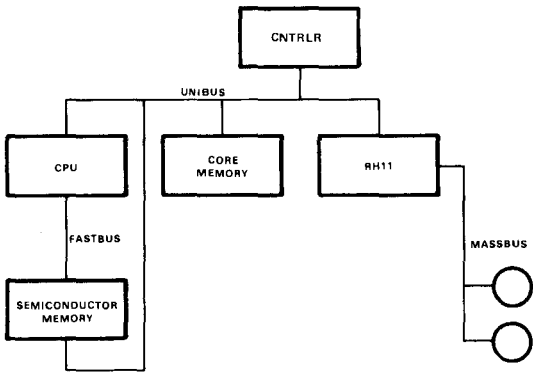 CNTRLR
UNIBUS
CPU
CORE
MEMORY
RH11
FASTBUS
MASSBUS
SEMICONDUCTOR
MEMORY